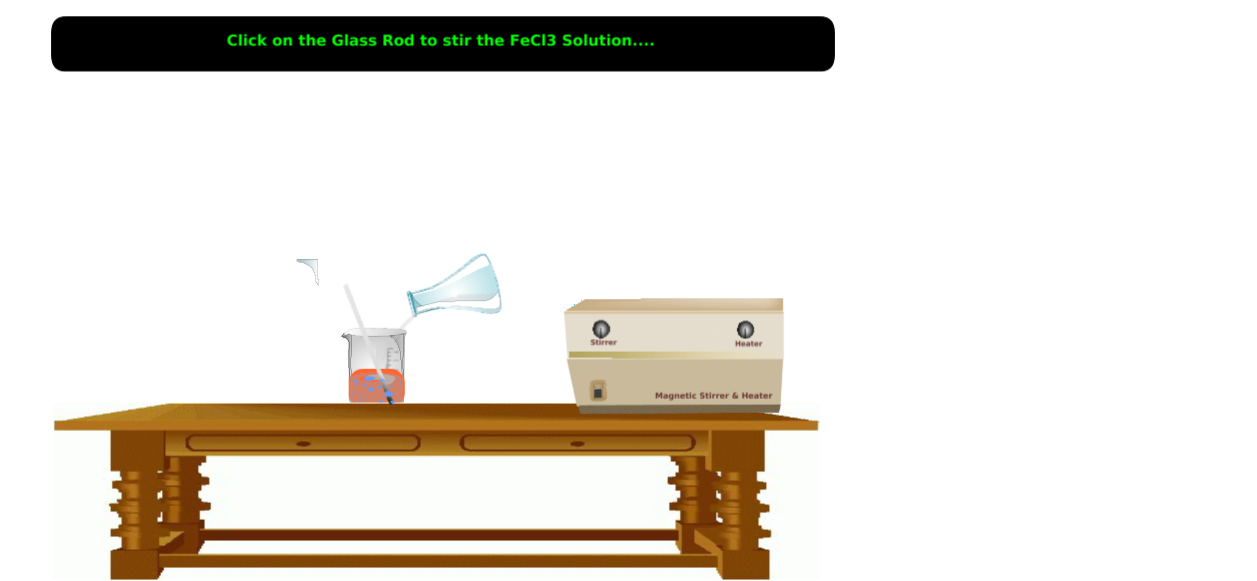 Click on the Glass Rod to stir the FeCl3 Solution....
Stirrer
Heater
Magnetic Stirrer & Heater